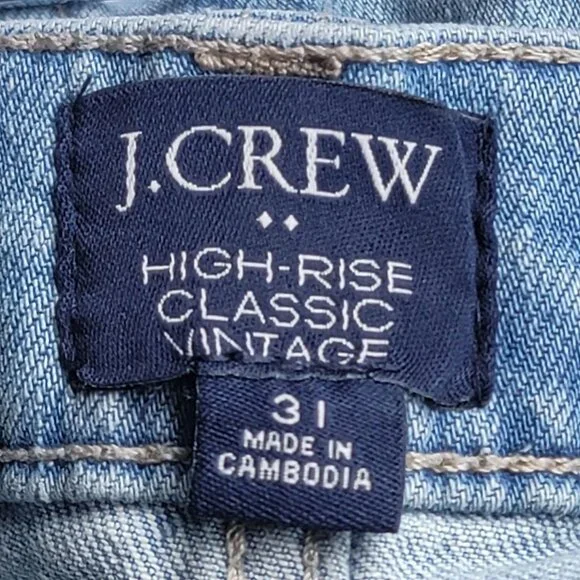 J.CREW
HIGH-RISE
CLASSIC
VINTAGE
31
MADE IN
CAMBODIA